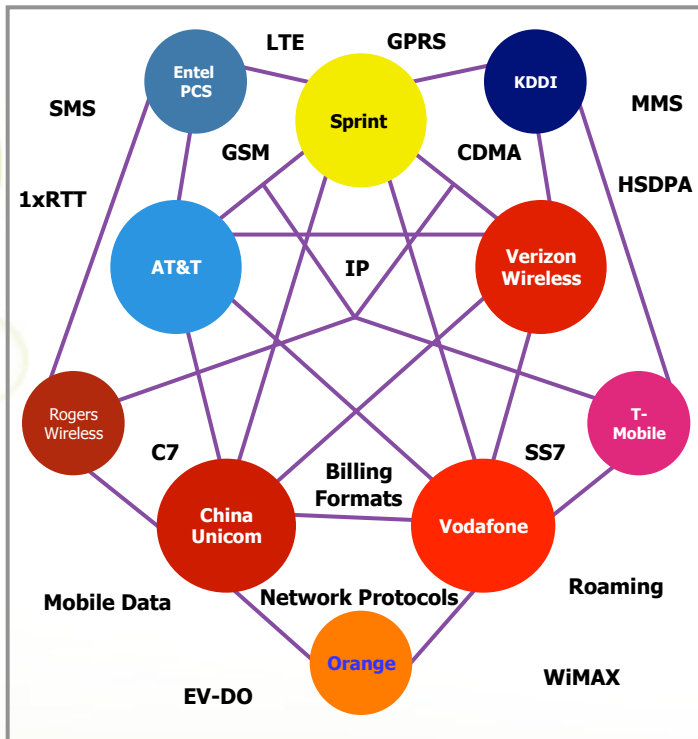 LTE
GPRS
Entel
PCS
KDDI
SMS
MMS
Sprint
GSM
CDMA
1xRTT
HSDPA
AT&T
IP
Verizon
Wireless
Rogers
Wireless
T-
Mobile
C7
SS7
Billing
Formats
China
Unicom
Vodafone
Mobile Data
Network Protocols
Roaming
Orange
EV-DO
WiMAX